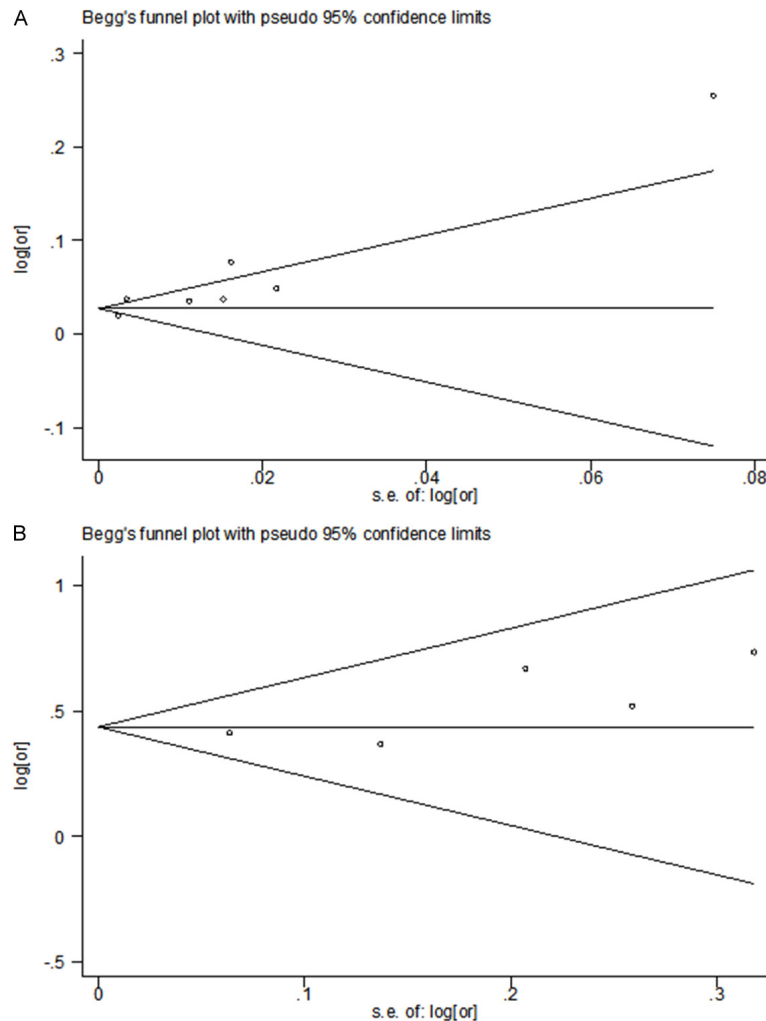 A
Begg's funnel plot with pseudo 95% confidence limits
.3
.2
.1
0
-.1
log[or]
0 .02 .04 .06 .08
s.e. of: log[or]
B
Begg's funnel plot with pseudo 95% confidence limits
1
.5
0
-.5
log[or]
0 .1 .2 .3
s.e. of: log[or]